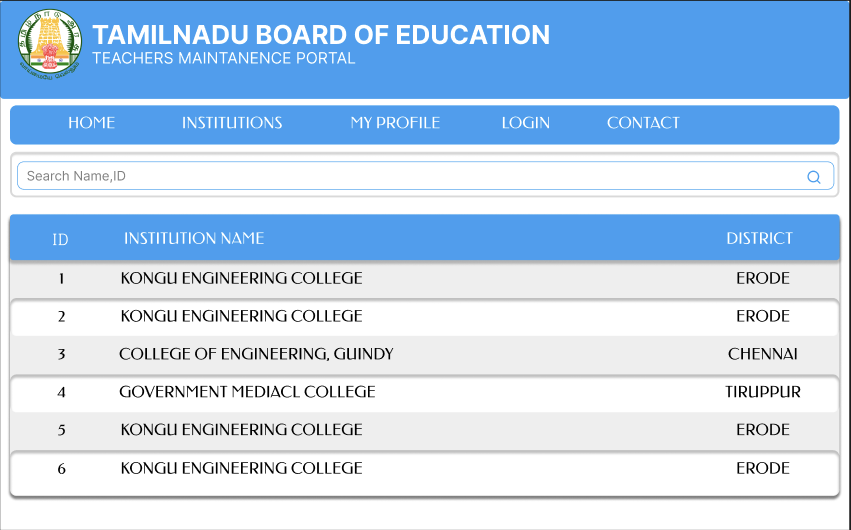 TAMILNADU BOARD OF EDUCATION
TEACHERS MAINTANENCE PORTAL
HOME INSTITUTIONS MY PROFILE LOGIN CONTACT
Search Name,ID
ID INSTITUTION NAME DISTRICT
1 KONGU ENGINEERING COLLEGE ERODE
2 KONGU ENGINEERING COLLEGE ERODE
3 COLLEGE OF ENGINEERING, GUINDY CHENNAI
4 GOVERNMENT MEDIACL COLLEGE TIRUPPUR
5 KONGU ENGINEERING COLLEGE ERODE
6 KONGU ENGINEERING COLLEGE ERODE